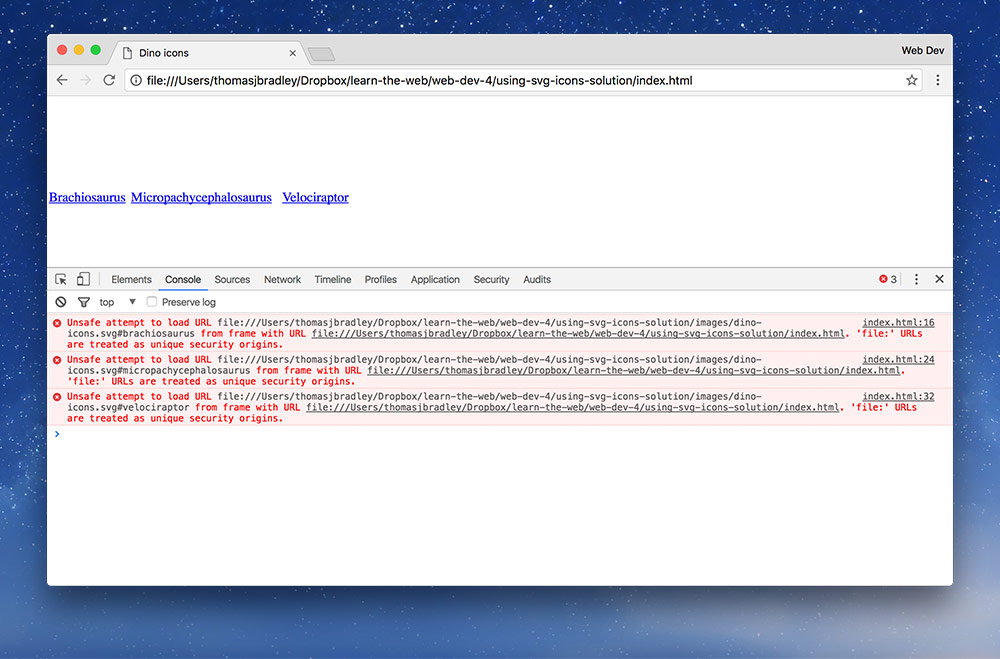 Dino icons
Web Dev
file:///Users/thomasjbradley/Dropbox/learn-the-web/web-dev-4/using-svg-icons-solution/index.html
Brachiosaurus Micropachycephalosaurus Velociraptor
Elements Console Sources Network Timeline Profiles Application Security Audits 3
top Preserve log
Unsafe attempt to load URL file:///Users/thomasjbradley/Dropbox/learn-the-web/web-dev-4/using-svg-icons-solution/images/dino- index.html:16
icons.svg#brachiosaurus from frame with URL file:///Users/thomasjbradley/Dropbox/learn-the-web/web-dev-4/using-svg-icons-solution/index.html. 'file:' URLs
are treated as unique security origins.
Unsafe attempt to load URL file:///Users/thomasjbradley/Dropbox/learn-the-web/web-dev-4/using-svg-icons-solution/images/dino- index.html:24
icons.svg#micropachycephalosaurus from frame with URL file:///Users/thomasjbradley/Dropbox/learn-the-web/web-dev-4/using-svg-icons-solution/index.html.
'file:' URLs are treated as unique security origins.
Unsafe attempt to load URL file:///Users/thomasjbradley/Dropbox/learn-the-web/web-dev-4/using-svg-icons-solution/images/dino- index.html:32
icons.svg#velociraptor from frame with URL file:///Users/thomasjbradley/Dropbox/learn-the-web/web-dev-4/using-svg-icons-solution/index.html. 'file:' URLs
are treated as unique security origins.